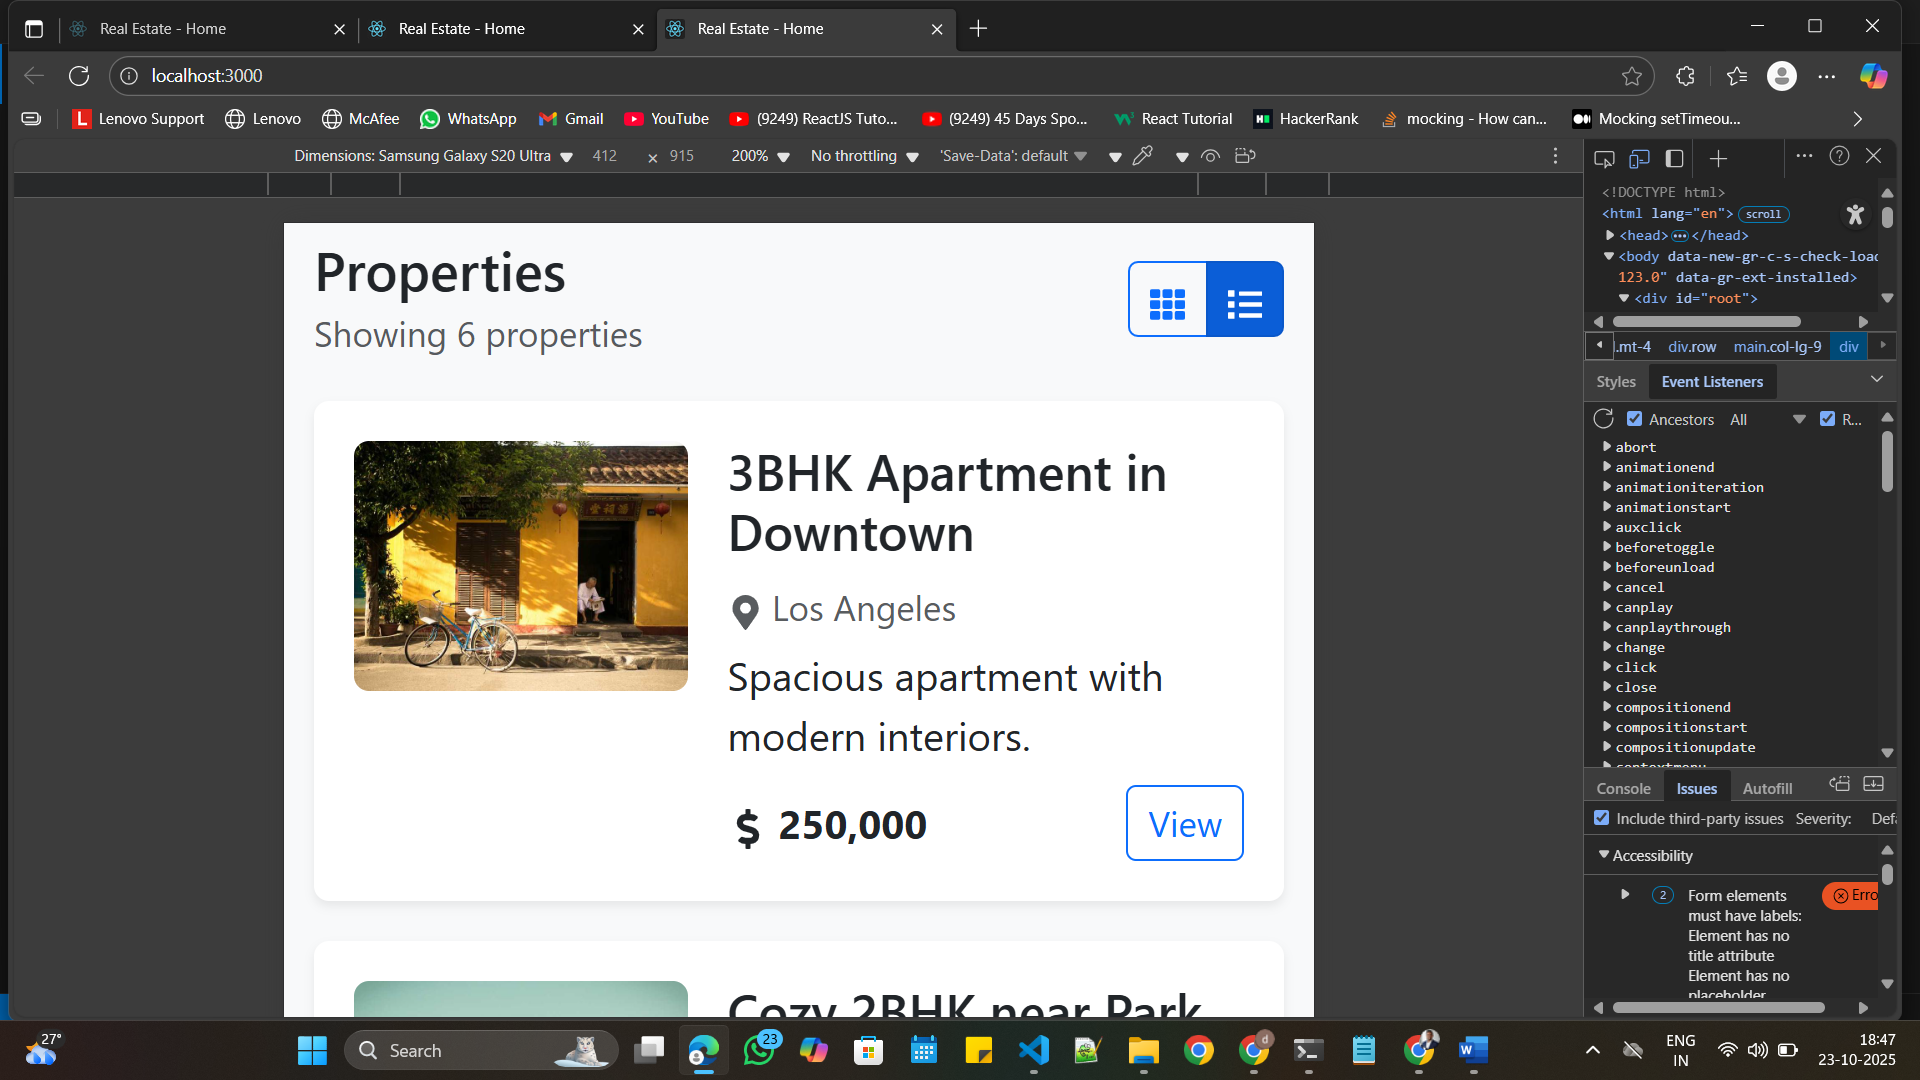 Real Estate - Home
Real Estate - Home
Real Estate - Home
localhost:3000
Lenovo Support
Lenovo
McAfee
WhatsApp
Gmail
YouTube
(9249) ReactJS Tuto...
(9249) 45 Days Spo...
React Tutorial
HackerRank
mocking - How can...
Mocking setTimeou...
Dimensions: Samsung Galaxy S20 Ultra
412 × 915
200%
No throttling
'Save-Data': default
<!DOCTYPE html>
<html lang="en"> scroll
<head>…</head>
<body data-new-gr-c-s-check-load
123.0" data-gr-ext-installed>
<div id="root">
.mt-4 div.row main.col-lg-9 div
Styles Event Listeners
Ancestors All R...
abort
animationend
animationiteration
animationstart
auxclick
beforetoggle
beforeunload
cancel
canplay
canplaythrough
change
click
close
compositionend
compositionstart
compositionupdate
Console Issues Autofill
Include third-party issues Severity: Defa
Accessibility
2 Form elements
must have labels:
Element has no
title attribute
Element has no
placeholder
Erro
Properties
Showing 6 properties
3BHK Apartment in
Downtown
Los Angeles
Spacious apartment with
modern interiors.
$ 250,000
View
Cozy 2BHK near Park
27°
Search
23
ENG
IN
18:47
23-10-2025